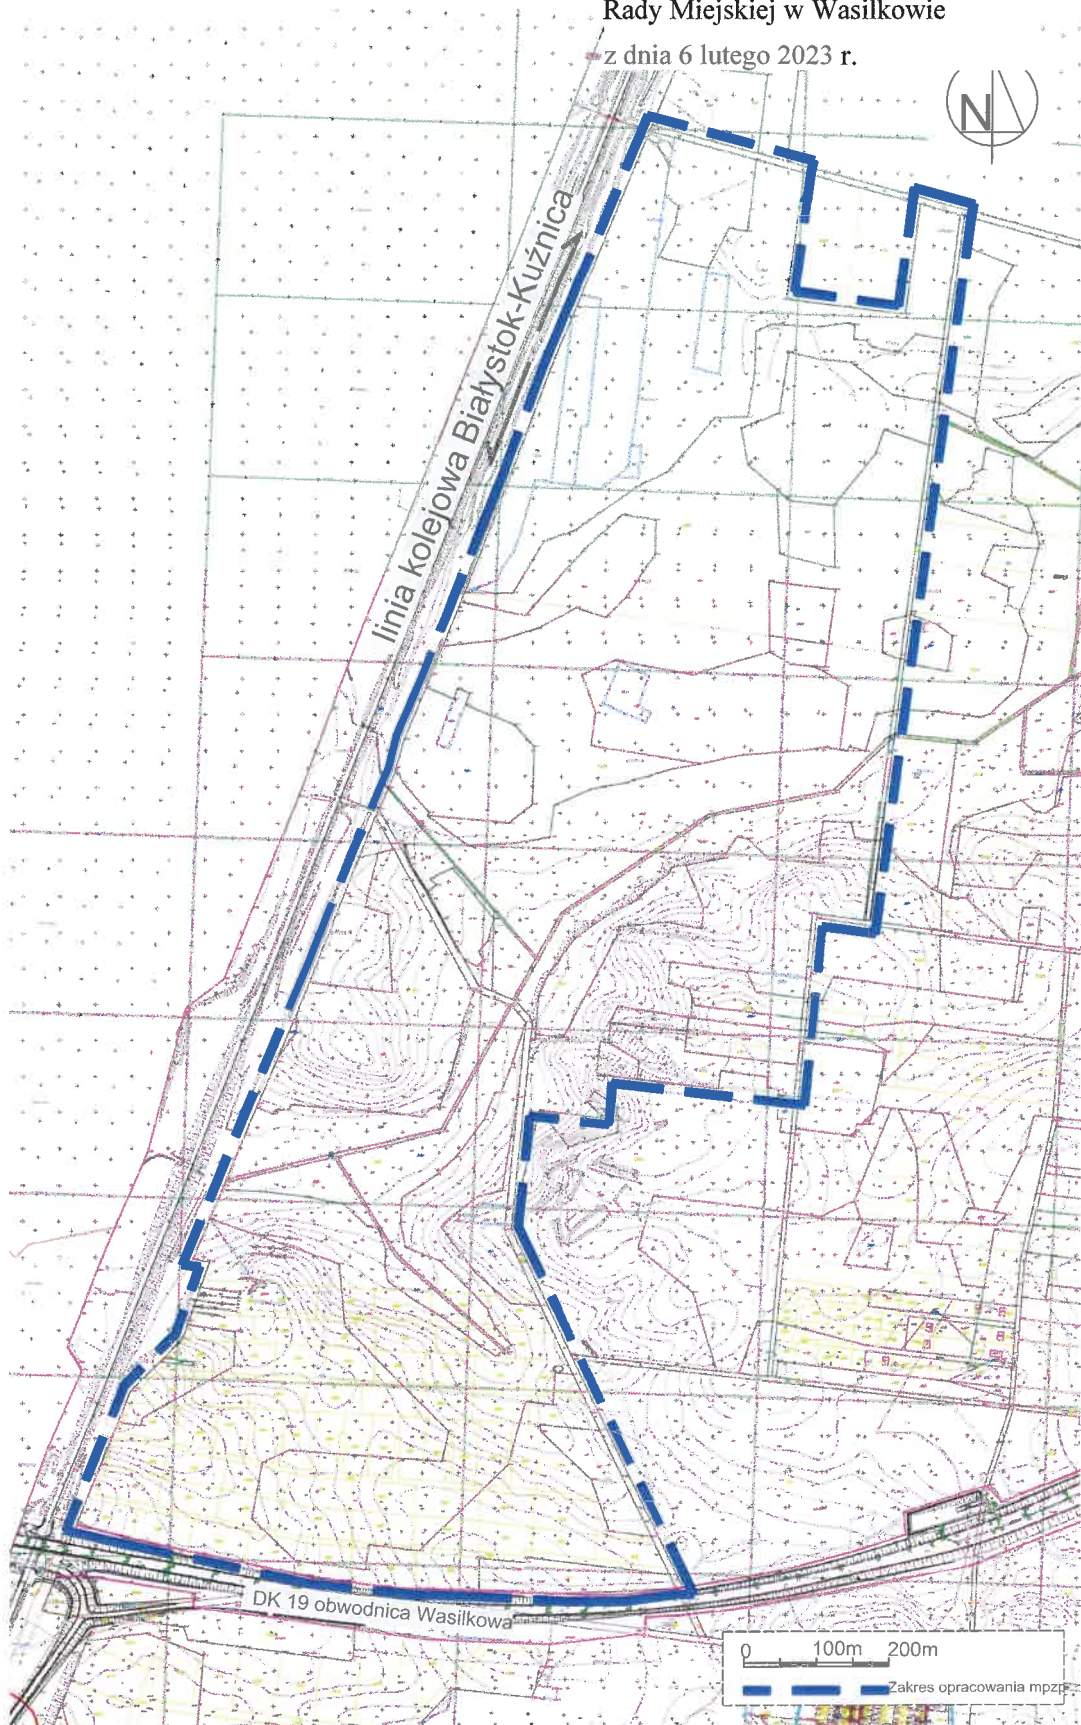 Rady Miejskiej w Wasilkowie
z dnia 6 lutego 2023 r.
N
linia kolejowa Białystok-Kuźnica
DK 19 obwodnica Wasilkowa
0 100m 200m
Zakres opracowania mpzp